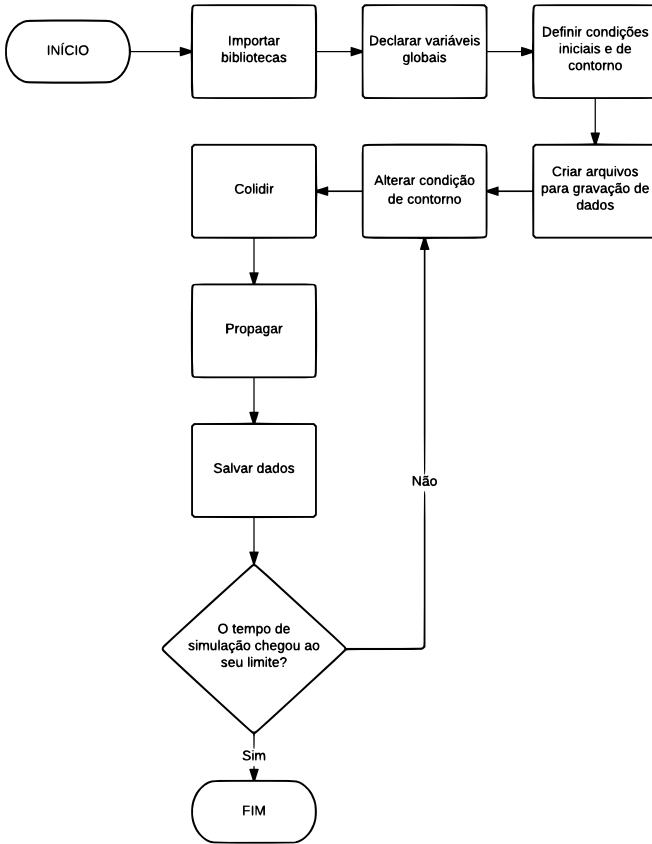 INÍCIO
Importar
bibliotecas
Declarar variáveis
globais
Definir condições
iniciais e de
contorno
Criar arquivos
para gravação de
dados
Alterar condição
de contorno
Colidir
Propagar
Salvar dados
O tempo de
simulação chegou ao
seu limite?
Não
Sim
FIM